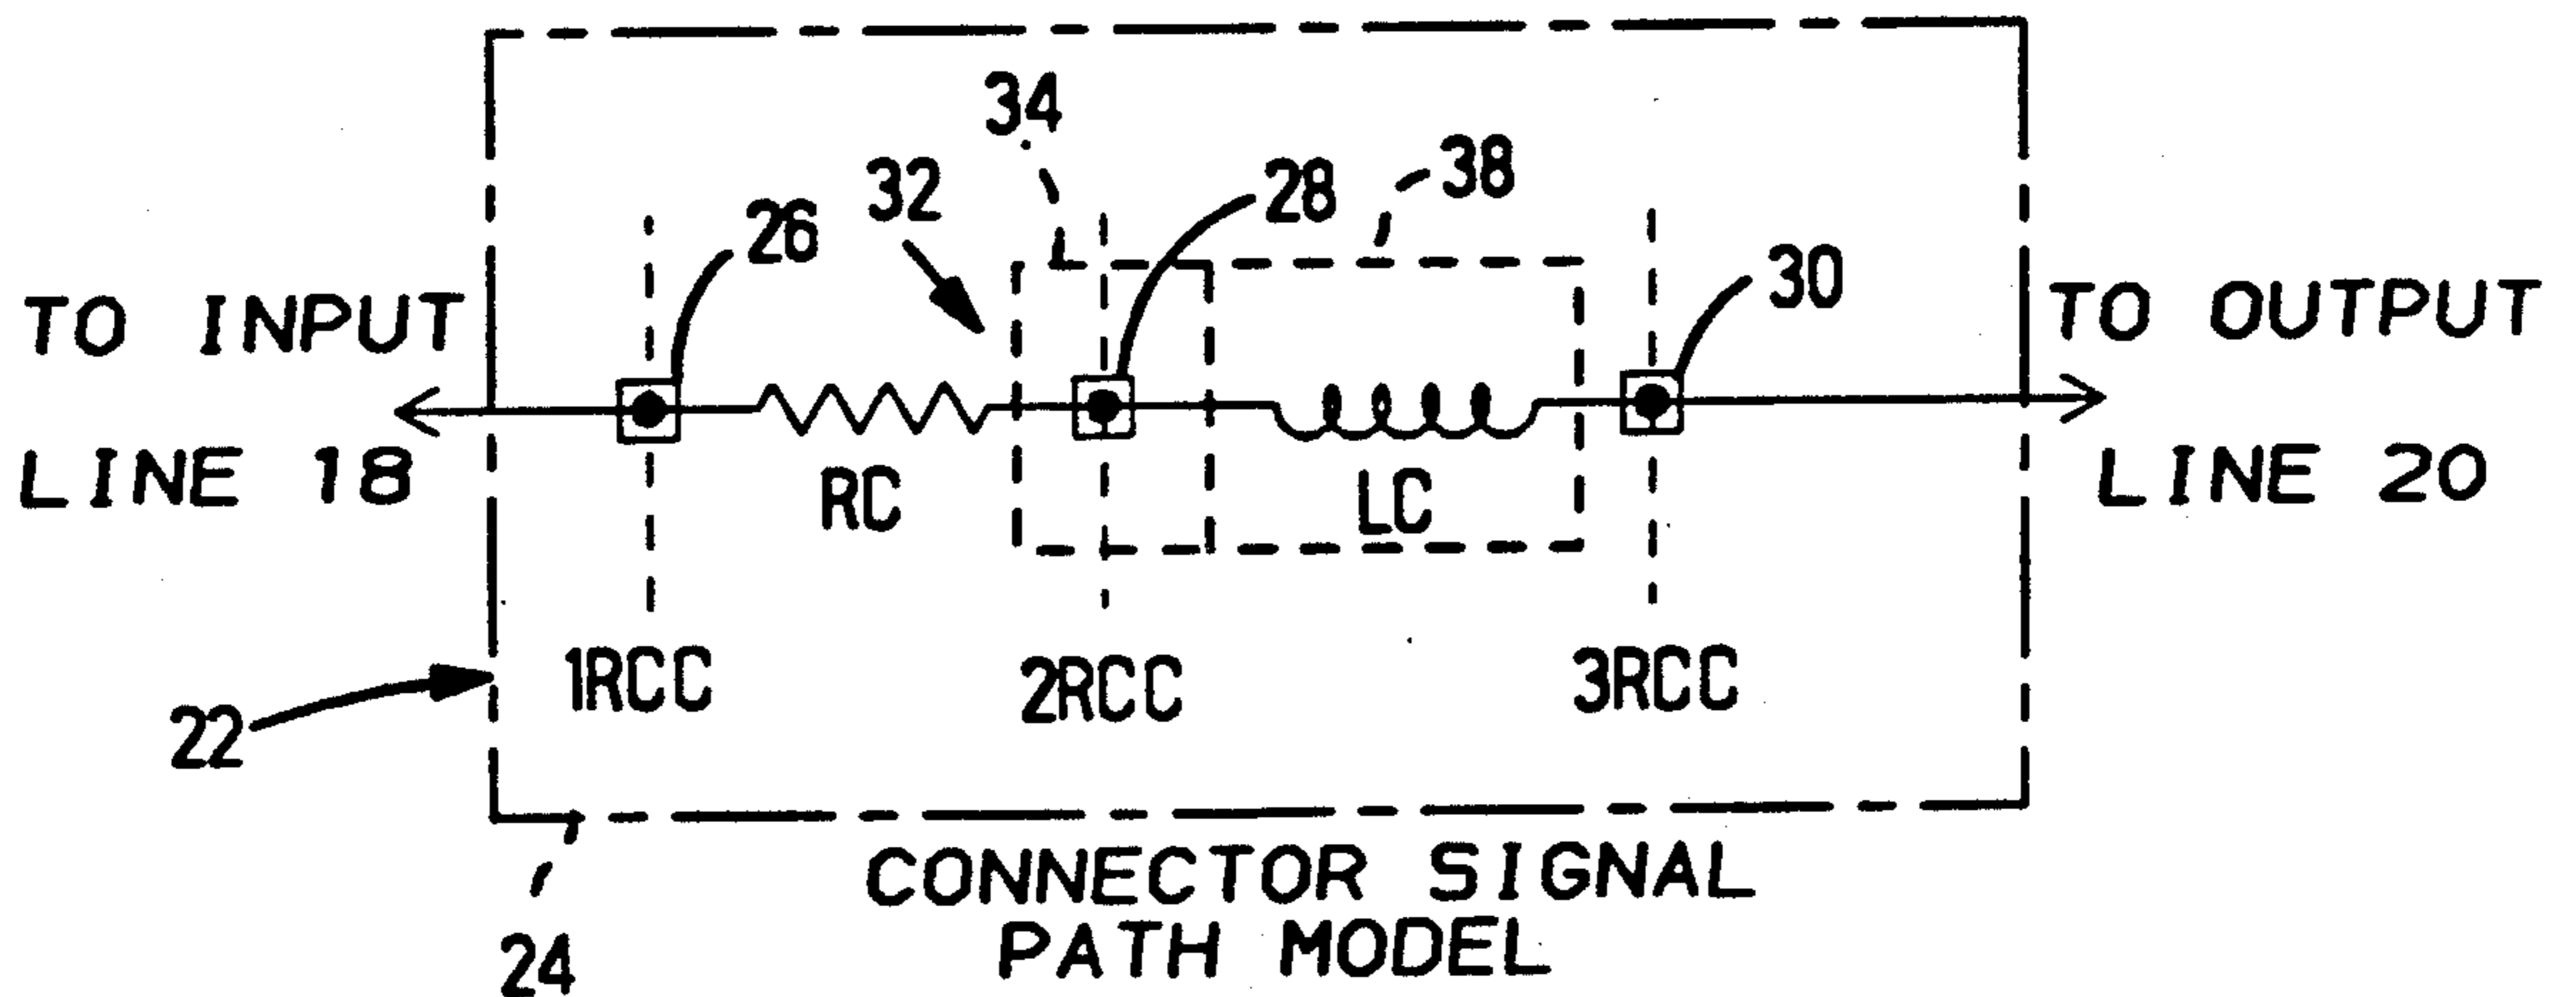 34
38
32
28
26
30
TO INPUT
LINE 18
TO OUTPUT
LINE 20
RC
LC
1RCC
2RCC
3RCC
22
24
CONNECTOR SIGNAL
PATH MODEL